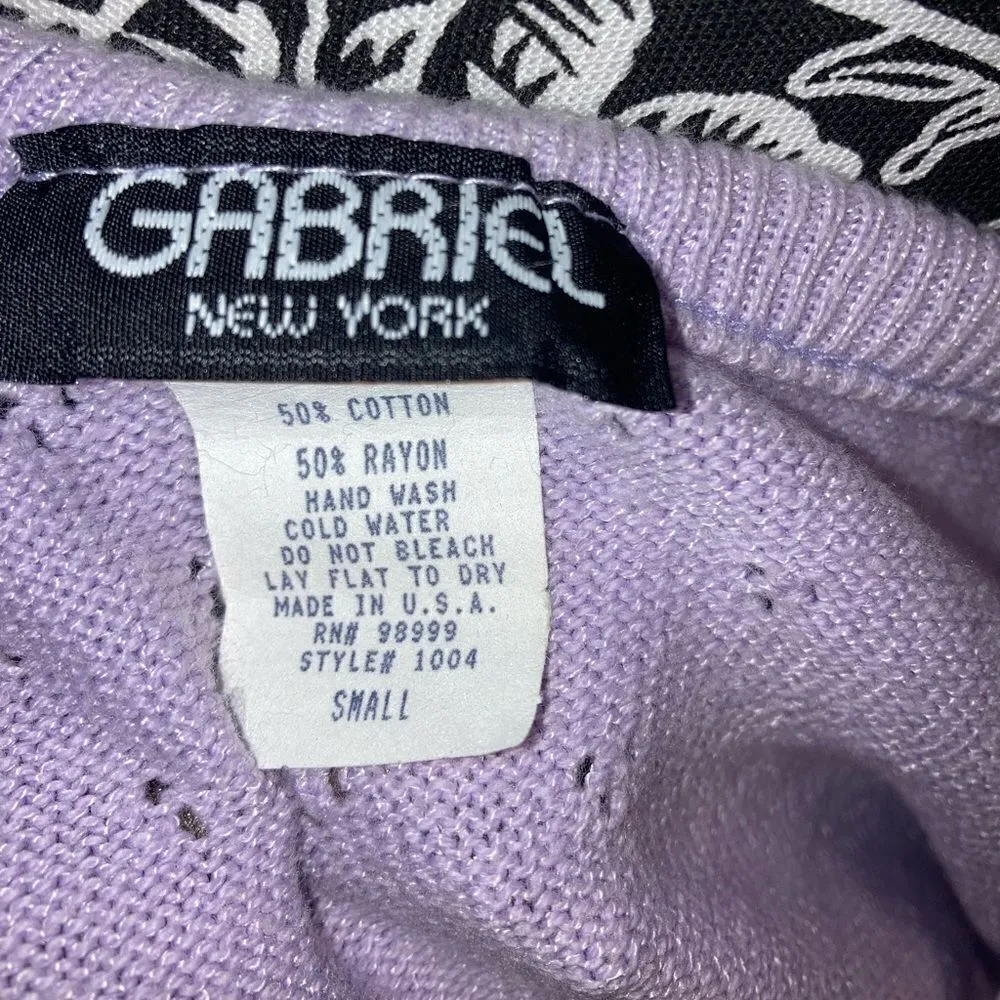 GABRIEL
NEW YORK
50% COTTON
50% RAYON
HAND WASH
COLD WATER
DO NOT BLEACH
LAY FLAT TO DRY
MADE IN U.S.A.
RN# 98999
STYLE# 1004
SMALL